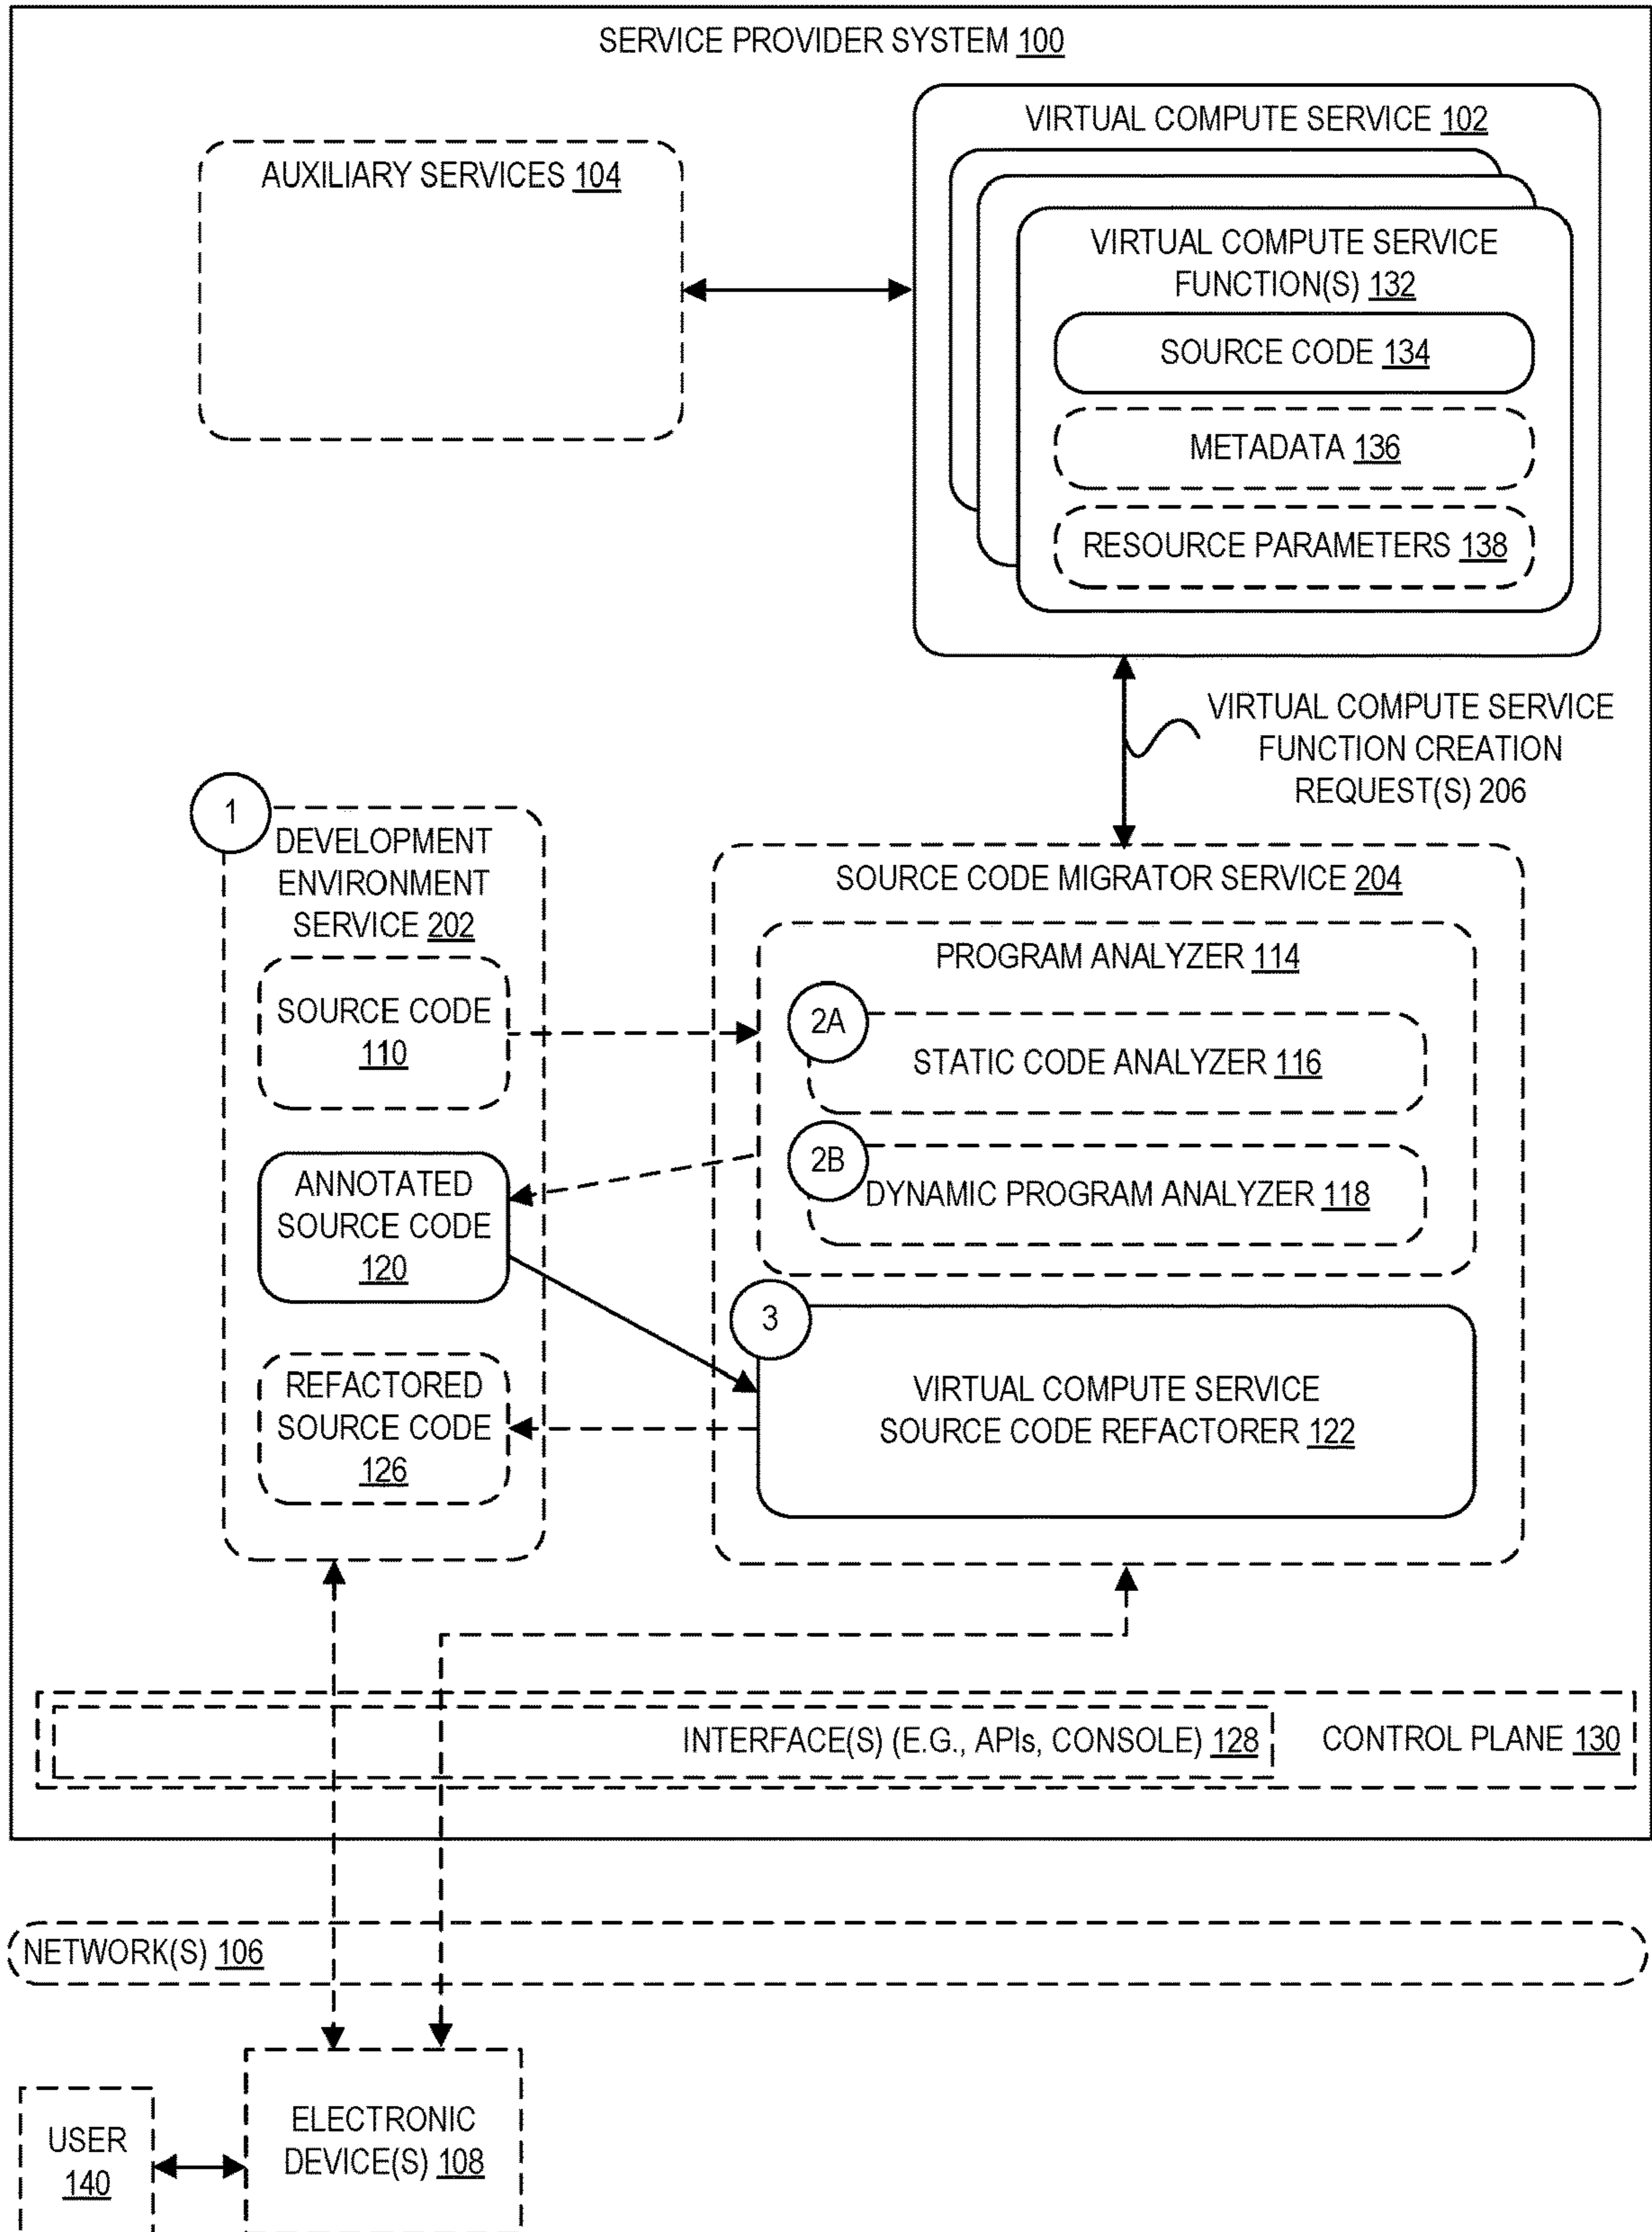 SERVICE PROVIDER SYSTEM 100
VIRTUAL COMPUTE SERVICE 102
AUXILIARY SERVICES 104
VIRTUAL COMPUTE SERVICE
FUNCTION(S) 132
SOURCE CODE 134
METADATA 136
RESOURCE PARAMETERS 138
VIRTUAL COMPUTE SERVICE
FUNCTION CREATION
REQUEST(S) 206
1
DEVELOPMENT
ENVIRONMENT
SERVICE 202
SOURCE CODE
110
ANNOTATED
SOURCE CODE
120
REFACTORED
SOURCE CODE
126
SOURCE CODE MIGRATOR SERVICE 204
PROGRAM ANALYZER 114
2A
STATIC CODE ANALYZER 116
2B
DYNAMIC PROGRAM ANALYZER 118
3
VIRTUAL COMPUTE SERVICE
SOURCE CODE REFACTORER 122
INTERFACE(S) (E.G., APIs, CONSOLE) 128
CONTROL PLANE 130
NETWORK(S) 106
USER
140
ELECTRONIC
DEVICE(S) 108